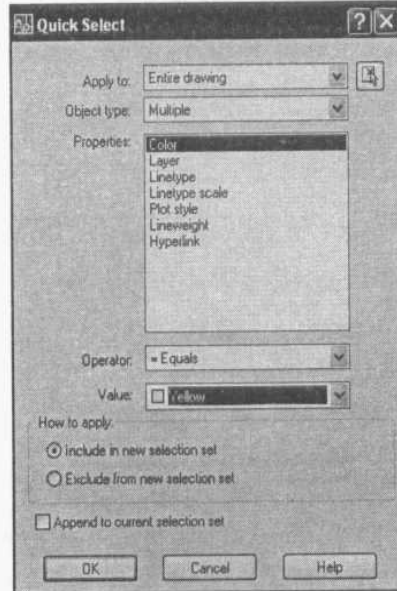 Quick Select
Apply to: Entire drawing
Object type: Multiple
Properties: Color
Layer
Linetype
Linetype scale
Plot style
Lineweight
Hyperlink
Operator: = Equals
Value: Yellow
How to apply:
Include in new selection set
Exclude from new selection set
Append to current selection set
OK Cancel Help